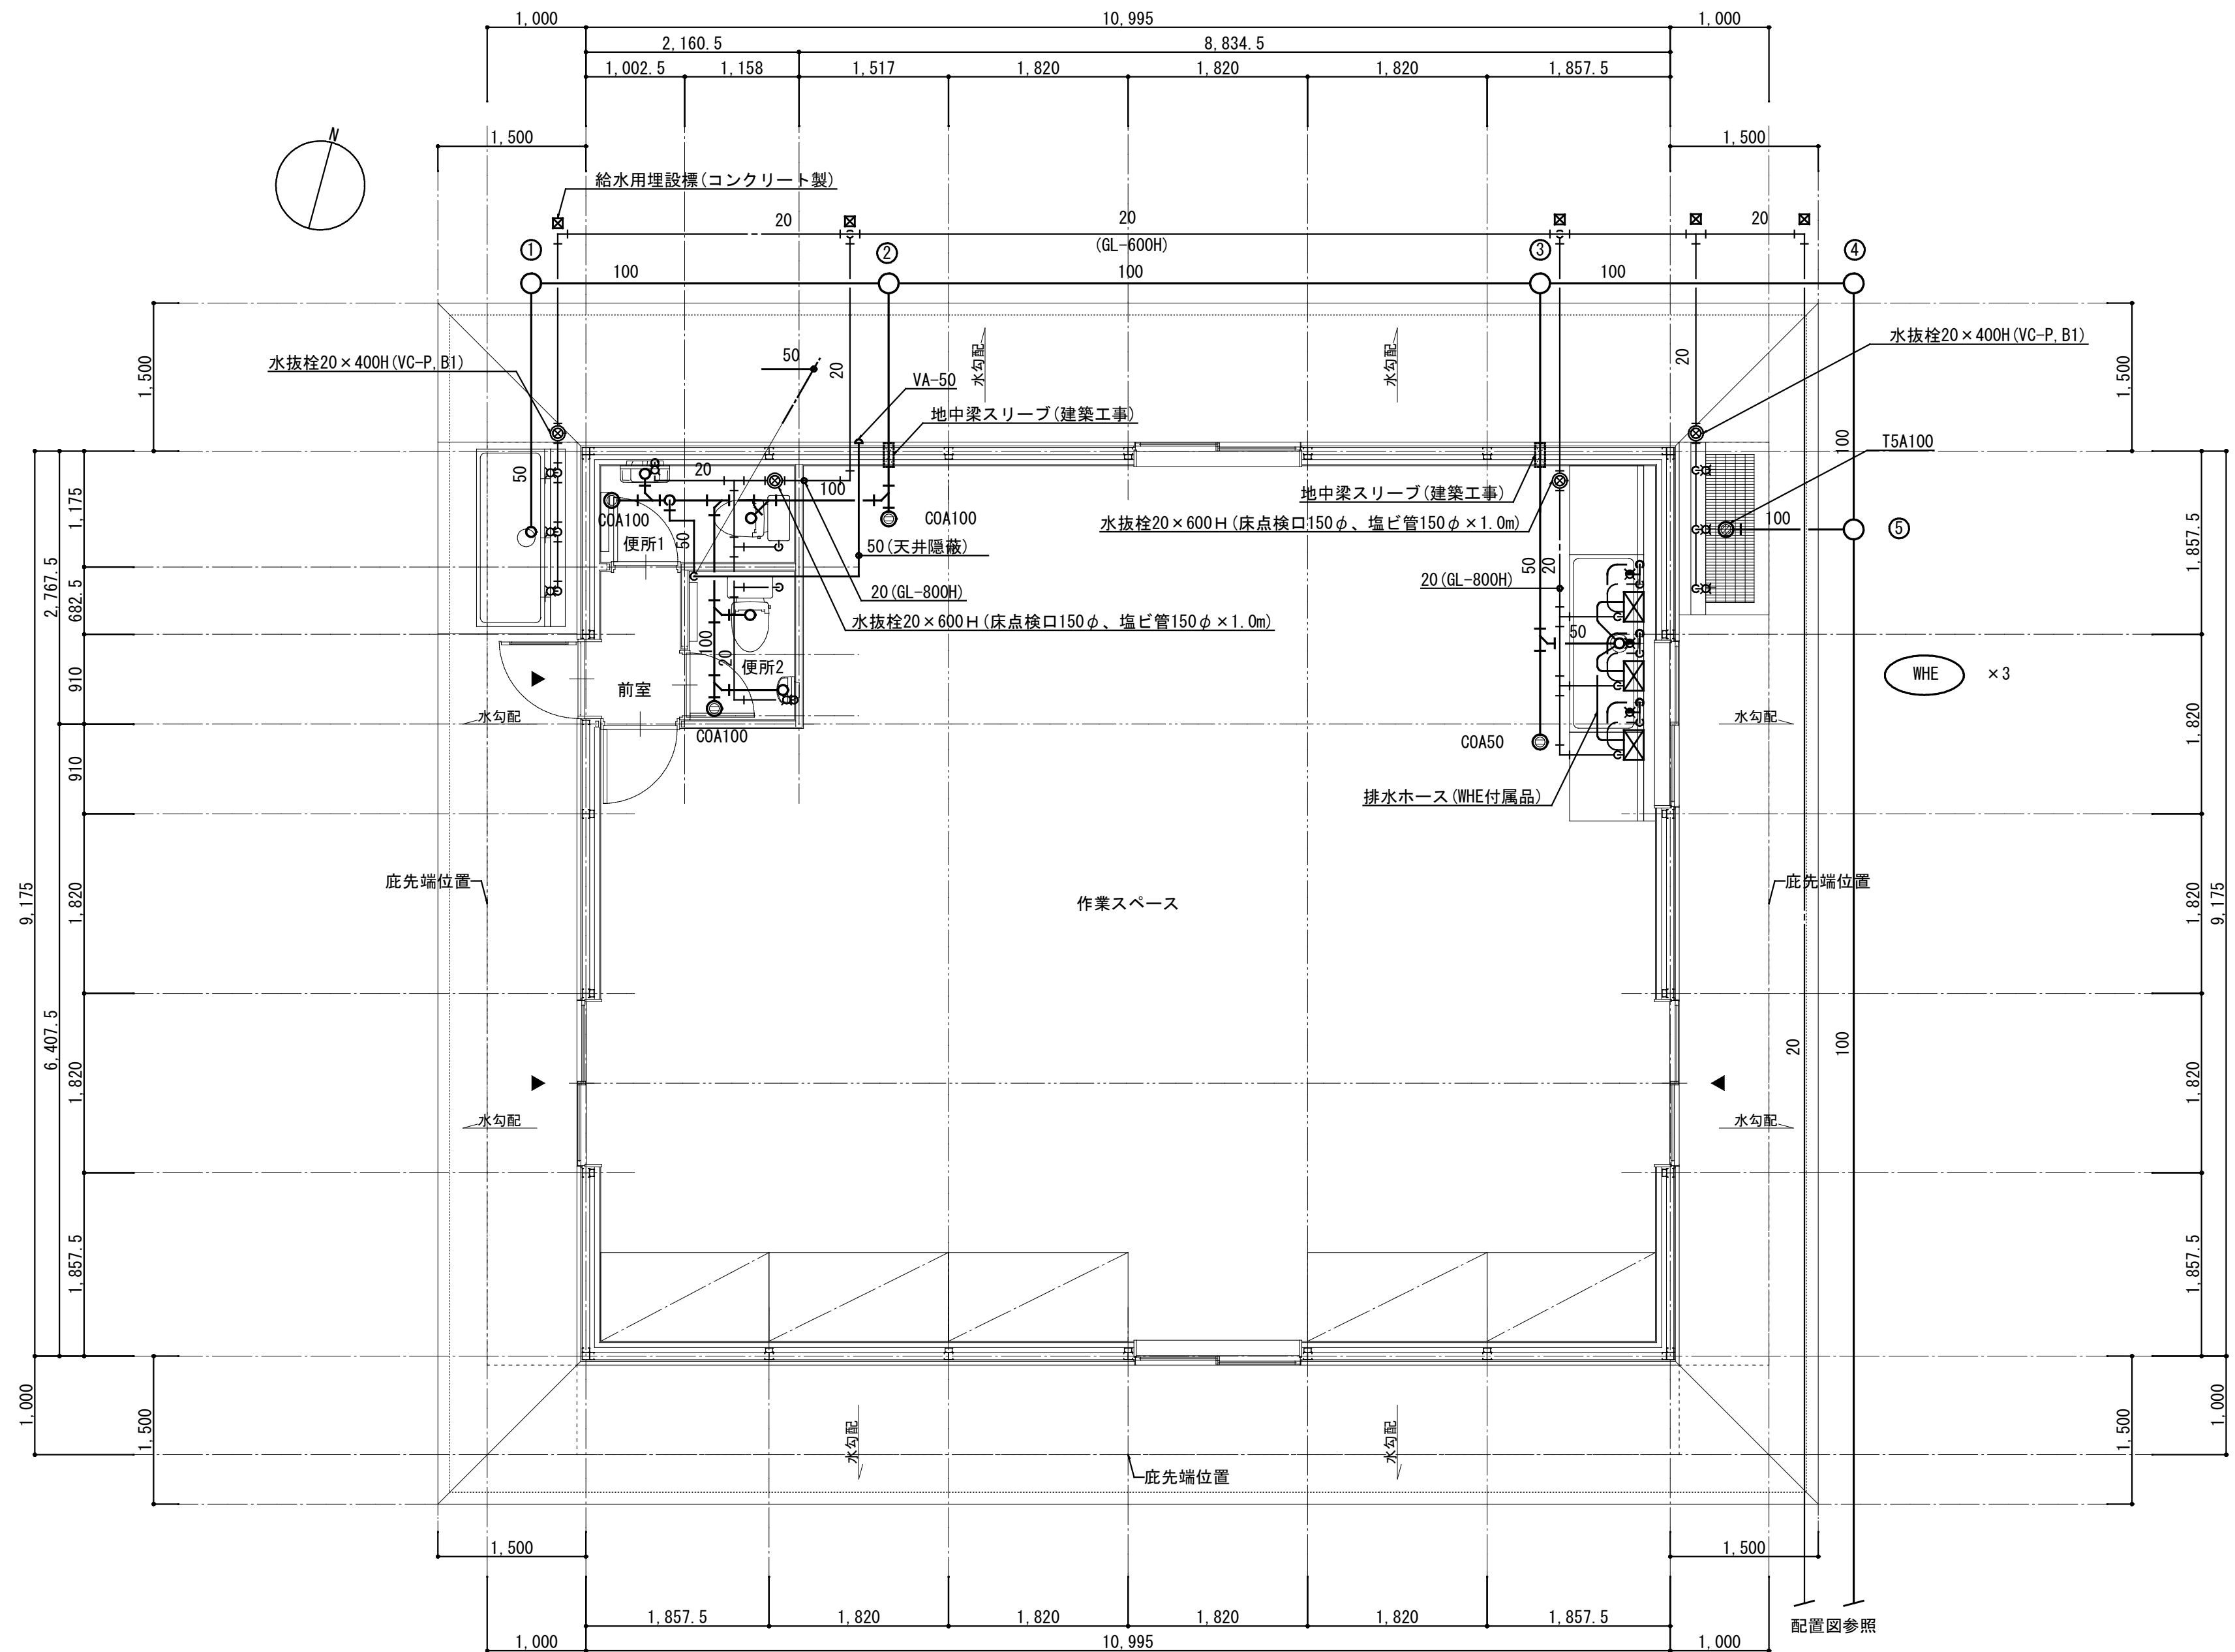 1,000
10,995
1,000
2,160.5
8,834.5
1,002.5
1,158
1,517
1,820
1,820
1,820
1,857.5
N
1,500
1,500
給水用埋設標(コンクリート製)
20
20
20
(GL-600H)
①
②
③
④
100
100
100
水抜栓20×400H(VC-P,B1)
50
20
水勾配
水勾配
20
水抜栓20×400H(VC-P,B1)
1,500
1,500
VA-50
地中梁スリーブ(建築工事)
100
T5A100
50
20
100
COA100
COA100
地中梁スリーブ(建築工事)
水抜栓20×600H(床点検口150φ、塩ビ管150φ×1.0m)
100
⑤
便所1
50
50(天井隠蔽)
20(GL-800H)
水抜栓20×600H(床点検口150φ、塩ビ管150φ×1.0m)
50
20
20(GL-800H)
50
100
20
便所2
前室
COA100
COA50
WHE
×3
水勾配
水勾配
排水ホース(WHE付属品)
庇先端位置
作業スペース
庇先端位置
20
100
水勾配
水勾配
1,175
2,767.5
682.5
910
910
9,175
1,820
6,407.5
1,820
1,857.5
1,000
1,500
1,857.5
1,820
1,820
9,175
1,820
1,857.5
1,000
1,500
水勾配
水勾配
庇先端位置
1,500
1,500
1,857.5
1,820
1,820
1,820
1,820
1,857.5
配置図参照
1,000
10,995
1,000